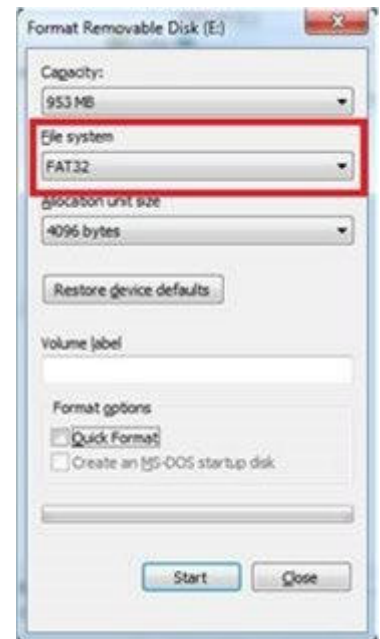 Format Removable Disk (E:)
Capacity:
953 MB
File system
FAT32
Allocation unit size
4096 bytes
Restore device defaults
Volume label
Format options
Quick Format
Create an MS-DOS startup disk
Start
Close